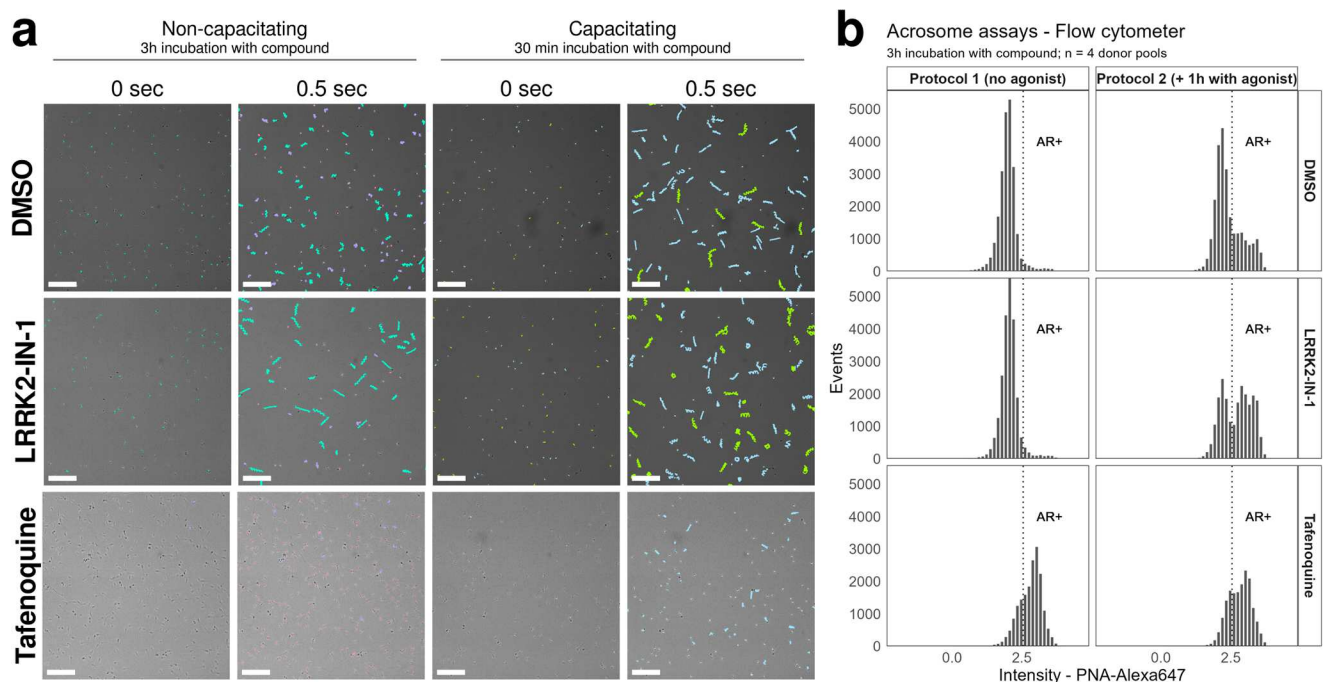 a
Non-capacitating
3h incubation with compound
Capacitating
30 min incubation with compound
0 sec
0.5 sec
0 sec
0.5 sec
DMSO
LRRK2-IN-1
Tafenoquine
b
Acrosome assays - Flow cytometer
3h incubation with compound; n = 4 donor pools
Protocol 1 (no agonist)
Protocol 2 (+ 1h with agonist)
5000
4000
3000
2000
1000
0
AR+
AR+
DMSO
5000
4000
3000
2000
1000
0
AR+
AR+
LRRK2-IN-1
5000
4000
3000
2000
1000
0
AR+
AR+
Tafenoquine
Events
0.0
2.5
0.0
2.5
Intensity - PNA-Alexa647